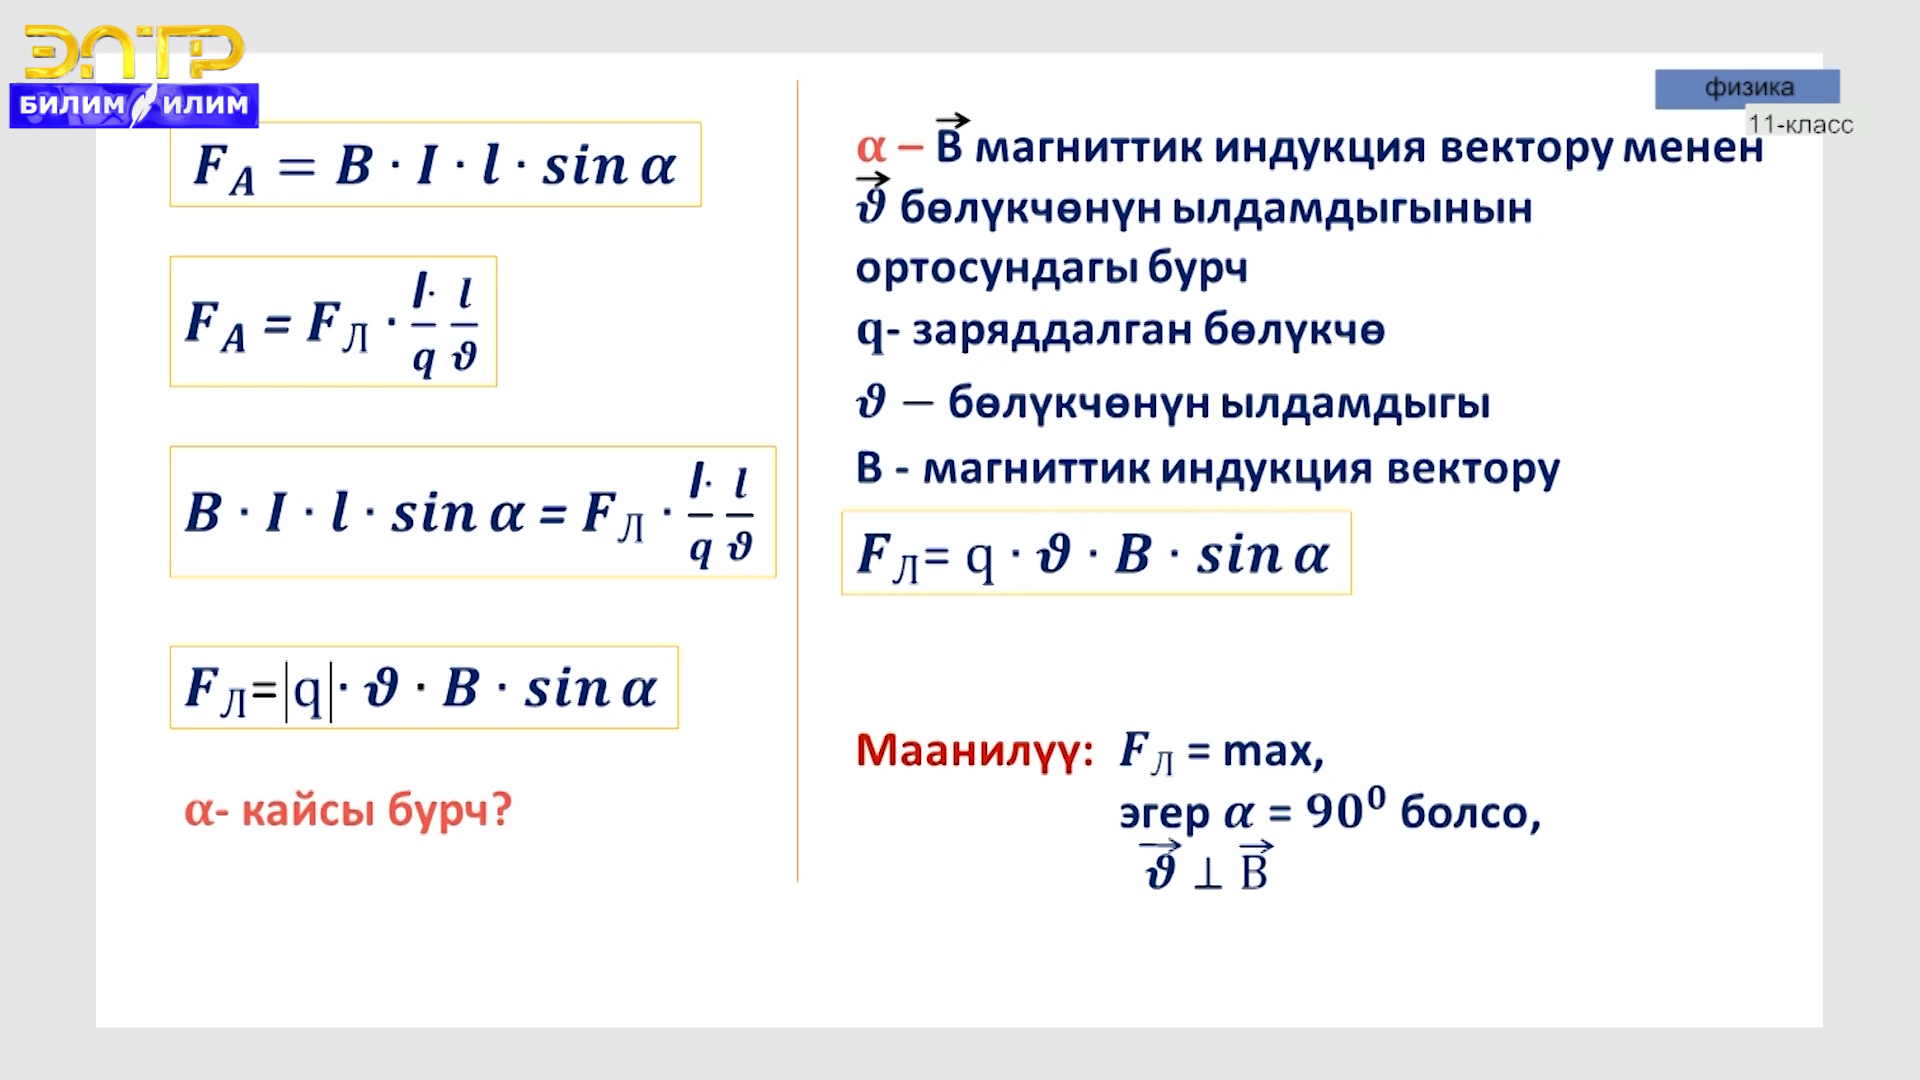 ЭЛТР
БИЛИМ ИЛИМ
физика
11-класс
F_A = B · I · l · sin α
F_A = F_Л · I·/q l/ϑ
B · I · l · sin α = F_Л · I·/q l/ϑ
F_Л=|q|· ϑ · B · sin α
α- кайсы бурч?
α – B⃗ магниттик индукция вектору менен
ϑ⃗ бөлүкчөнүн ылдамдыгынын
ортосундагы бурч
q- заряддалган бөлүкчө
ϑ – бөлүкчөнүн ылдамдыгы
B - магниттик индукция вектору
F_Л= q · ϑ · B · sin α
Маанилүү: F_Л = max,
эгер α = 90⁰ болсо,
ϑ⃗ ⊥ B⃗